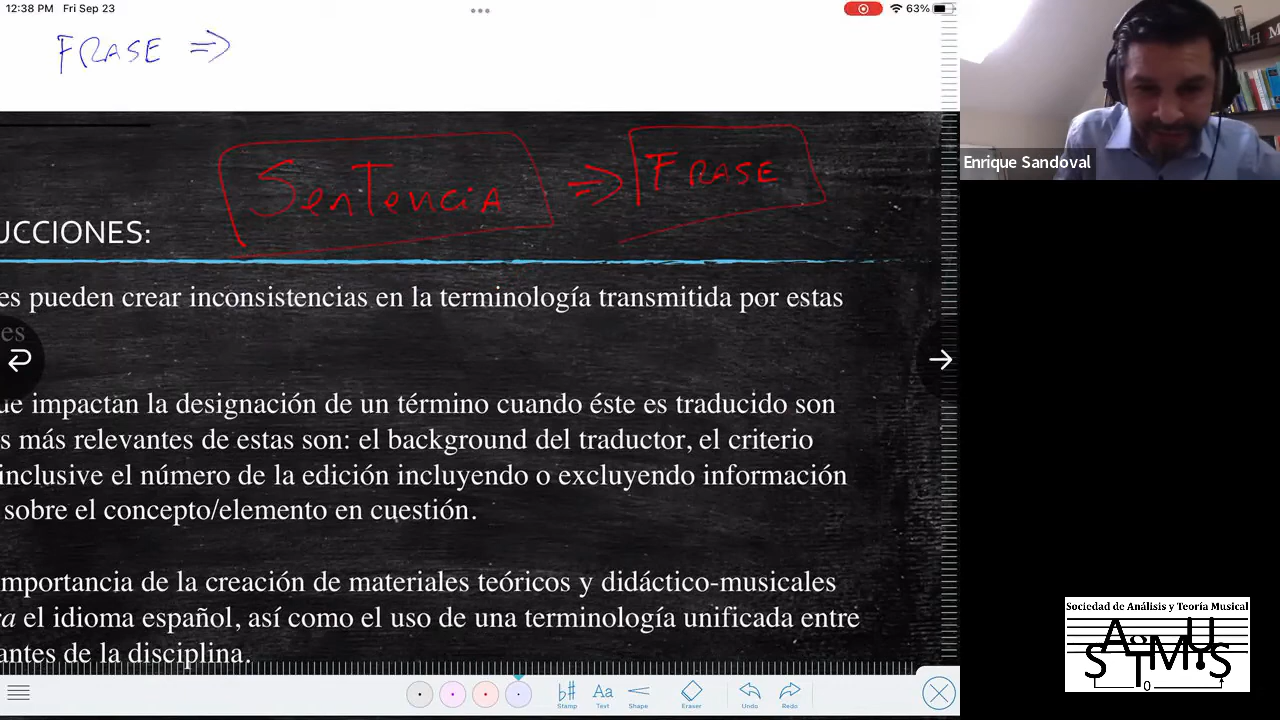 12:38 PM Fri Sep 23
63%
FRASE ⇒
Sentencia ⇒ FRASE
UCCIONES:
es pueden crear inconsistencias en la terminología transmitida por estas
es
ue impactan la designación de un término cuando éste es traducido son
s más relevantes de estas son: el background del traductor, el criterio
inclusive el número de la edición incluyendo o excluyendo información
sobre el concepto/elemento en cuestión.
mportancia de la creación de materiales teóricos y didáctico-musicales
ra el idioma español, así como el uso de una terminología unificada entre
antes de la disciplin
Stamp Text Shape Eraser Undo Redo
Enrique Sandoval
Sociedad de Análisis y Teoría Musical
SATMUS
0